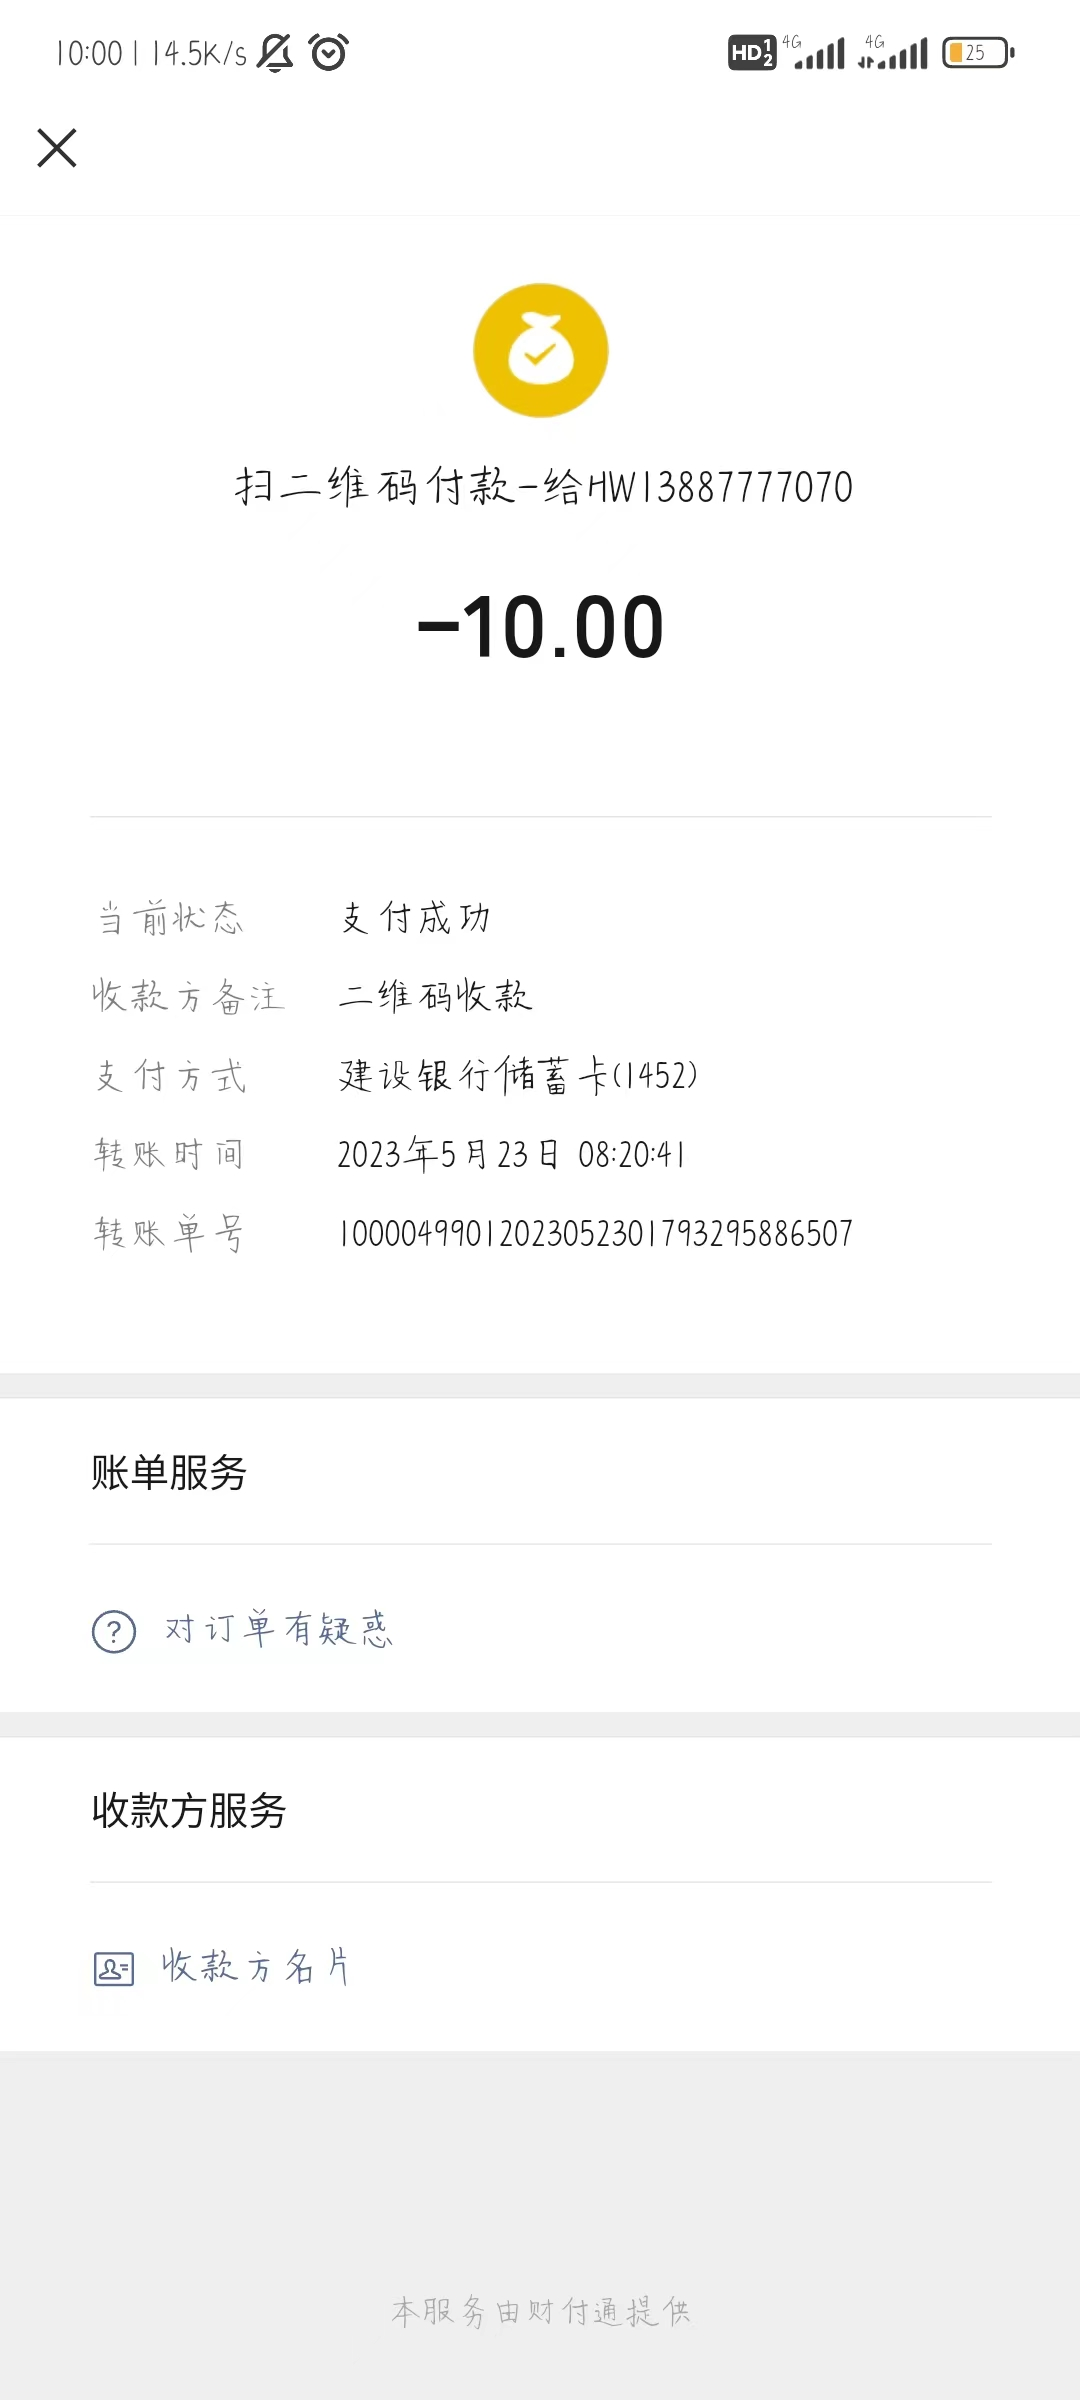 10:00 | 14.5K/s HD 1 2 4G 4G 25
扫二维码付款-给HW13887777070
-10.00
当前状态 支付成功
收款方备注 二维码收款
支付方式 建设银行储蓄卡(1452)
转账时间 2023年5月23日 08:20:41
转账单号 1000049901202305230179329588​6507
账单服务
? 对订单有疑惑
收款方服务
收款方名片
本服务由财付通提供